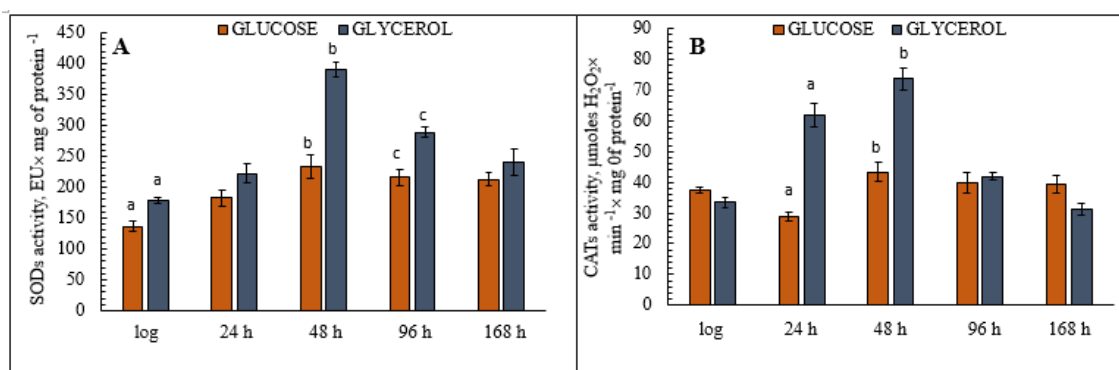 A
GLUCOSE GLYCEROL
SODs activity, EU× mg of protein ⁻¹
450
400
350
300
250
200
150
100
50
0
a
a
b
b
c
c
log 24 h 48 h 96 h 168 h
B
GLUCOSE GLYCEROL
CATs activity, µmoles H₂O₂×
min ⁻¹× mg 0f protein⁻¹
90
80
70
60
50
40
30
20
10
0
a
a
b
b
log 24 h 48 h 96 h 168 h